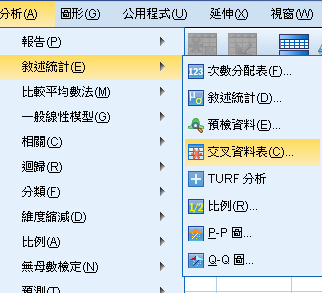 分析(A) 圖形(G) 公用程式(U) 延伸(X) 視窗(W)
報告(P)
敘述統計(E)
比較平均數法(M)
一般線性模型(G)
相關(C)
迴歸(R)
分類(F)
維度縮減(D)
比例(A)
無母數檢定(N)
預測(T)
次數分配表(F)...
敘述統計(D)...
預檢資料(E)...
交叉資料表(C)...
TURF 分析
比例(R)...
P-P 圖...
Q-Q 圖...